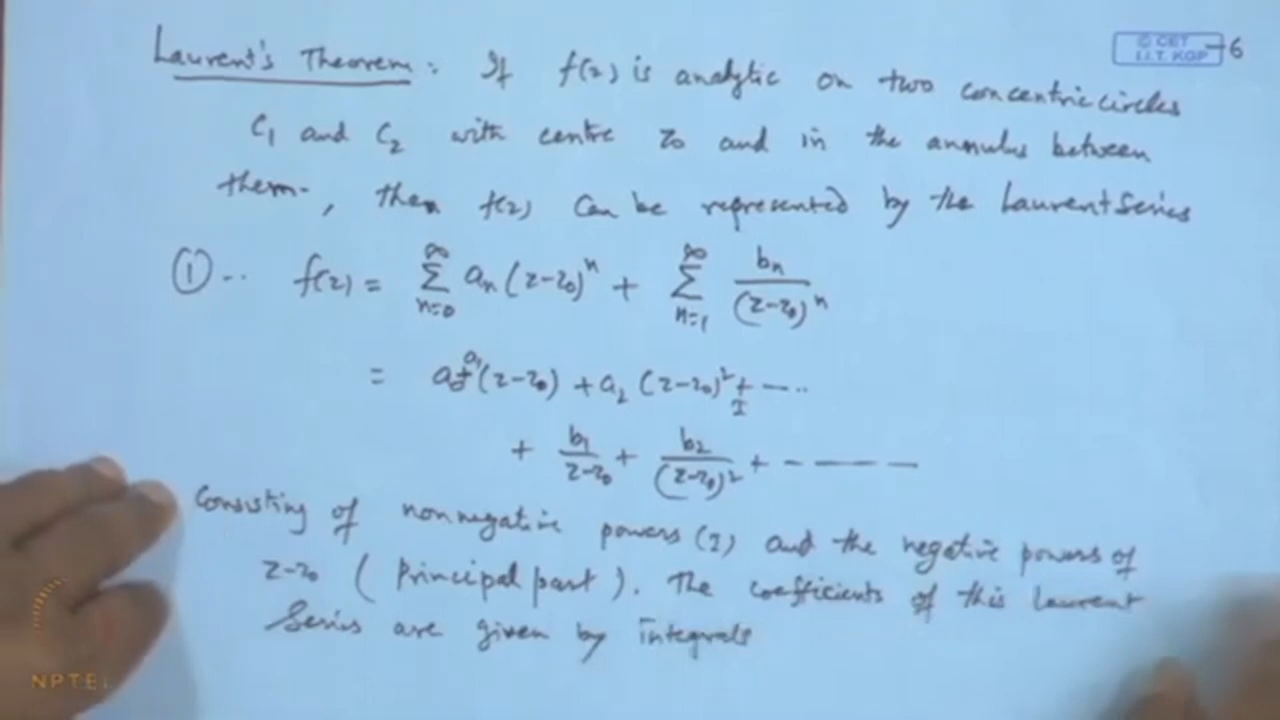 © CET
I.I.T. KGP
-6
Laurent's Theorem: If f(z) is analytic on two concentric circles
C₁ and C₂ with centre z₀ and in the annulus between
them, then f(z) can be represented by the Laurent Series
① .. f(z) = ∑_{n=0}^{∞} aₙ (z-z₀)ⁿ + ∑_{n=1}^{∞} bₙ/(z-z₀)ⁿ
= a₀ + a₁ (z-z₀) + a₂ (z-z₀)² + ---..
I
+ b₁/(z-z₀) + b₂/(z-z₀)² + - - - - -
Consisting of nonnegative powers (I) and the negative powers of
z-z₀ ( Principal part ). The coefficients of this Laurent
Series are given by integrals
NPTEL